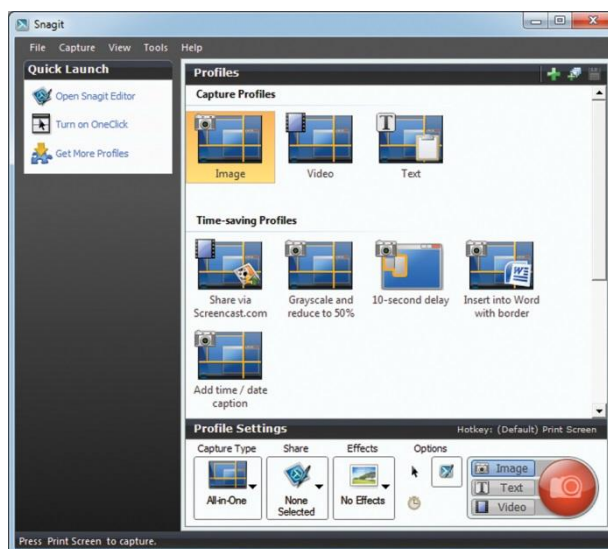 Snagit
File Capture View Tools Help
Quick Launch
Open Snagit Editor
Turn on OneClick
Get More Profiles
Profiles
Capture Profiles
Image Video Text
Time-saving Profiles
Share via Screencast.com
Grayscale and reduce to 50%
10-second delay
Insert into Word with border
Add time / date caption
Profile Settings
Hotkey: (Default) Print Screen
Capture Type Share Effects Options
All-in-One
None Selected
No Effects
Image
Text
Video
Press Print Screen to capture.